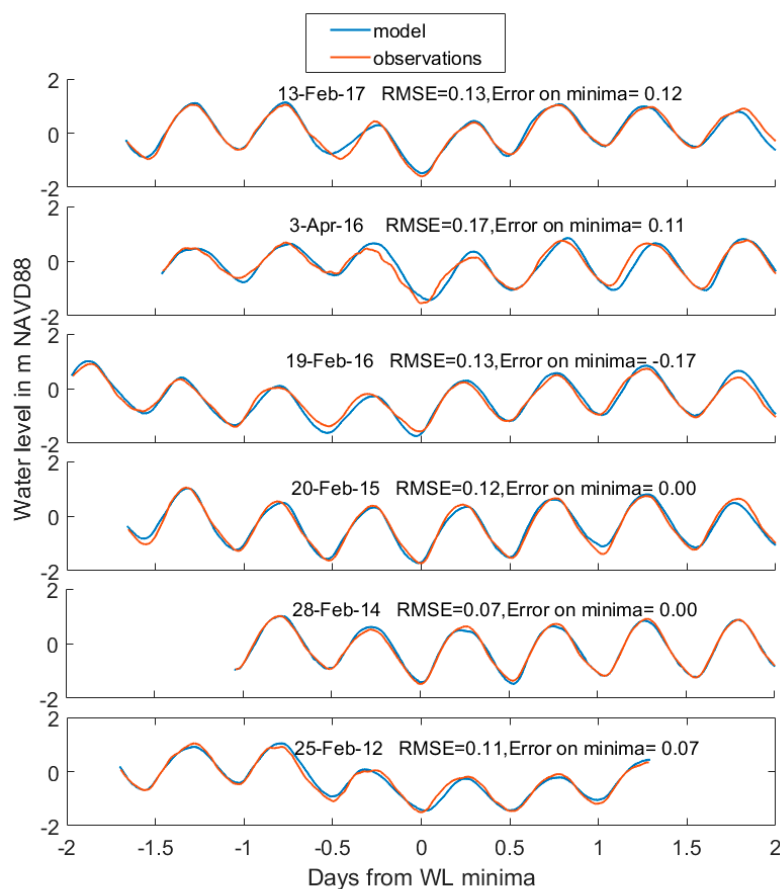 model
observations
2
13-Feb-17 RMSE=0.13,Error on minima= 0.12
0
-2
2
3-Apr-16 RMSE=0.17,Error on minima= 0.11
0
-2
2
19-Feb-16 RMSE=0.13,Error on minima= -0.17
0
-2
2
20-Feb-15 RMSE=0.12,Error on minima= 0.00
0
-2
2
28-Feb-14 RMSE=0.07,Error on minima= 0.00
0
-2
2
25-Feb-12 RMSE=0.11,Error on minima= 0.07
0
-2
-2 -1.5 -1 -0.5 0 0.5 1 1.5 2
Days from WL minima
Water level in m NAVD88